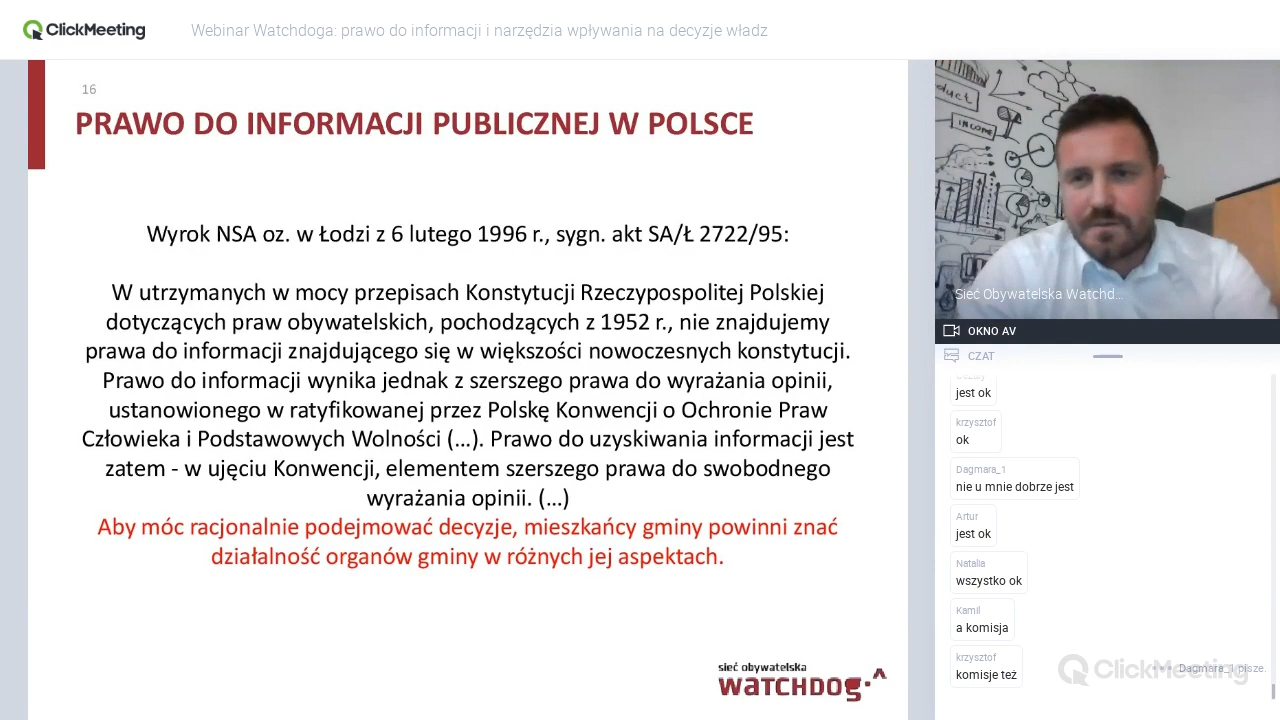 ClickMeeting
Webinar Watchdoga: prawo do informacji i narzędzia wpływania na decyzje władz
16
PRAWO DO INFORMACJI PUBLICZNEJ W POLSCE
Wyrok NSA oz. w Łodzi z 6 lutego 1996 r., sygn. akt SA/Ł 2722/95:
W utrzymanych w mocy przepisach Konstytucji Rzeczypospolitej Polskiej
dotyczących praw obywatelskich, pochodzących z 1952 r., nie znajdujemy
prawa do informacji znajdującego się w większości nowoczesnych konstytucji.
Prawo do informacji wynika jednak z szerszego prawa do wyrażania opinii,
ustanowionego w ratyfikowanej przez Polskę Konwencji o Ochronie Praw
Człowieka i Podstawowych Wolności (...). Prawo do uzyskiwania informacji jest
zatem - w ujęciu Konwencji, elementem szerszego prawa do swobodnego
wyrażania opinii. (...)
Aby móc racjonalnie podejmować decyzje, mieszkańcy gminy powinni znać
działalność organów gminy w różnych jej aspektach.
sieć obywatelska
WATCHDOG
INCOME
Sieć Obywatelska Watchd...
OKNO AV
CZAT
jest ok
krzysztof
ok
Dagmara_1
nie u mnie dobrze jest
Artur
jest ok
Natalia
wszystko ok
Kamil
a komisja
krzysztof
komisje też
Dagmara_1 pisze.
ClickMeeting